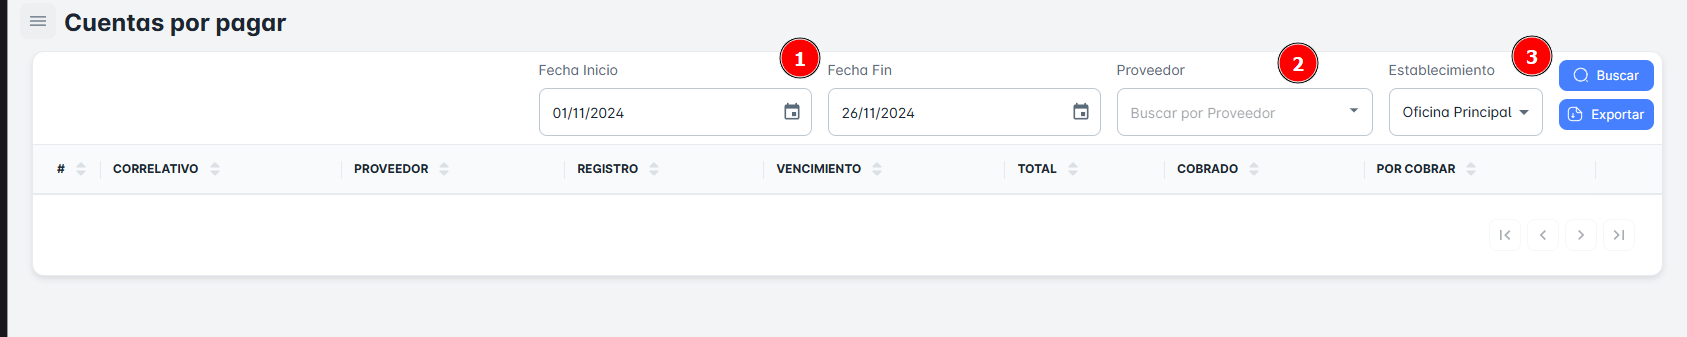 Cuentas por pagar
1 2 3
Fecha Inicio Fecha Fin Proveedor Establecimiento
Buscar
01/11/2024 26/11/2024 Buscar por Proveedor Oficina Principal
Exportar
# CORRELATIVO PROVEEDOR REGISTRO VENCIMIENTO TOTAL COBRADO POR COBRAR